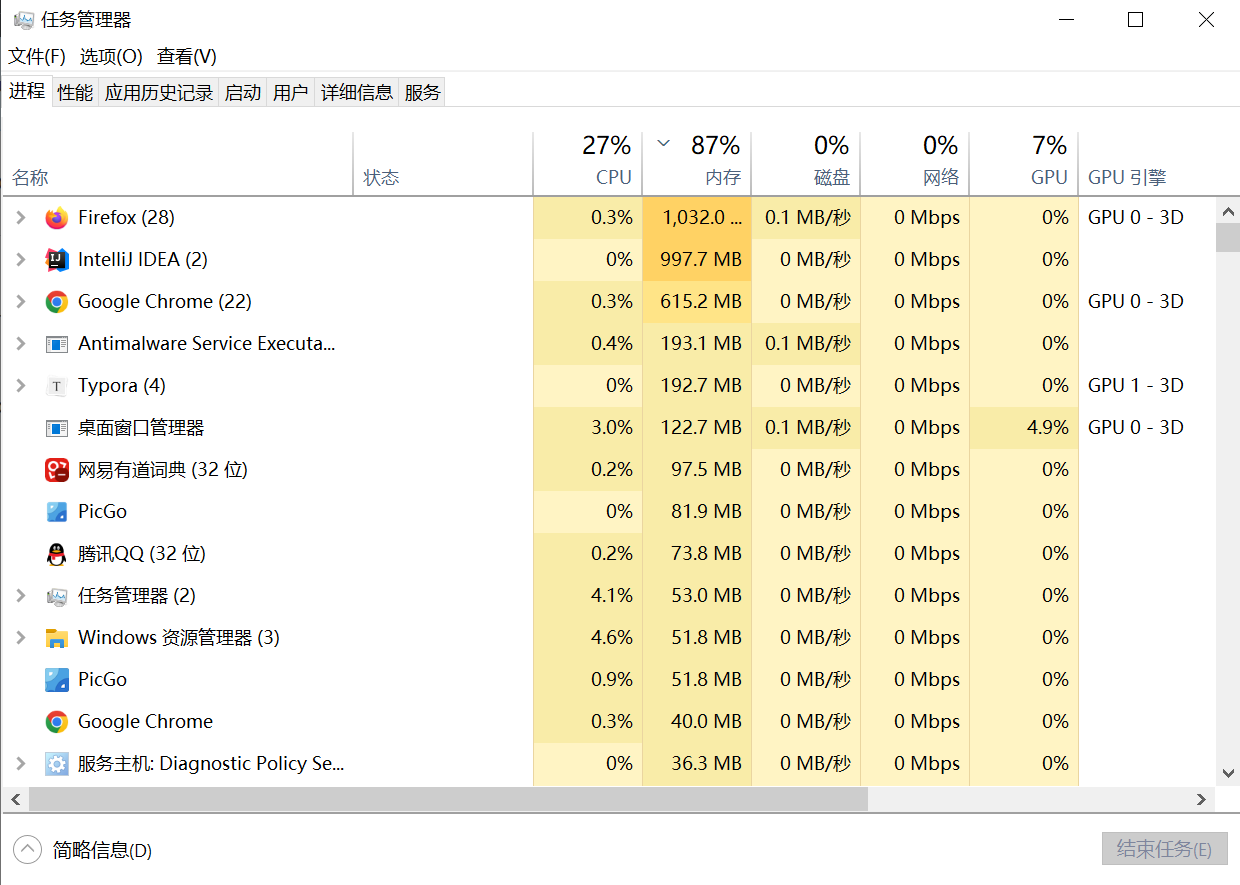 任务管理器
文件(F) 选项(O) 查看(V)
进程 性能 应用历史记录 启动 用户 详细信息 服务
27% 87% 0% 0% 7%
名称 状态 CPU 内存 磁盘 网络 GPU GPU 引擎
Firefox (28) 0.3% 1,032.0 ... 0.1 MB/秒 0 Mbps 0% GPU 0 - 3D
IntelliJ IDEA (2) 0% 997.7 MB 0 MB/秒 0 Mbps 0%
Google Chrome (22) 0.3% 615.2 MB 0 MB/秒 0 Mbps 0% GPU 0 - 3D
Antimalware Service Executa... 0.4% 193.1 MB 0.1 MB/秒 0 Mbps 0%
Typora (4) 0% 192.7 MB 0 MB/秒 0 Mbps 0% GPU 1 - 3D
桌面窗口管理器 3.0% 122.7 MB 0.1 MB/秒 0 Mbps 4.9% GPU 0 - 3D
网易有道词典 (32 位) 0.2% 97.5 MB 0 MB/秒 0 Mbps 0%
PicGo 0% 81.9 MB 0 MB/秒 0 Mbps 0%
腾讯QQ (32 位) 0.2% 73.8 MB 0 MB/秒 0 Mbps 0%
任务管理器 (2) 4.1% 53.0 MB 0 MB/秒 0 Mbps 0%
Windows 资源管理器 (3) 4.6% 51.8 MB 0 MB/秒 0 Mbps 0%
PicGo 0.9% 51.8 MB 0 MB/秒 0 Mbps 0%
Google Chrome 0.3% 40.0 MB 0 MB/秒 0 Mbps 0%
服务主机: Diagnostic Policy Se... 0% 36.3 MB 0 MB/秒 0 Mbps 0%
简略信息(D) 结束任务(E)